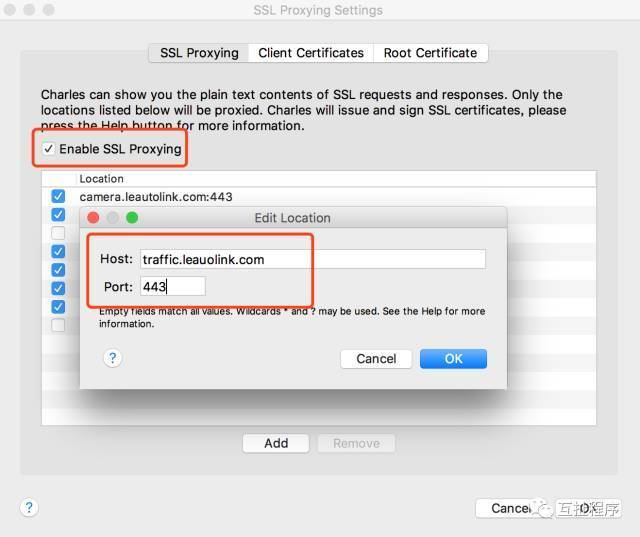 SSL Proxying Settings
SSL Proxying Client Certificates Root Certificate
Charles can show you the plain text contents of SSL requests and responses. Only the
locations listed below will be proxied. Charles will issue and sign SSL certificates, please
press the Help button for more information.
Enable SSL Proxying
Location
camera.leautolink.com:443
Edit Location
Host: traffic.leauolink.com
Port: 443
Empty fields match all values. Wildcards * and ? may be used. See the Help for more
information.
? Cancel OK
Add Remove
? Cancel OK
互扯程序